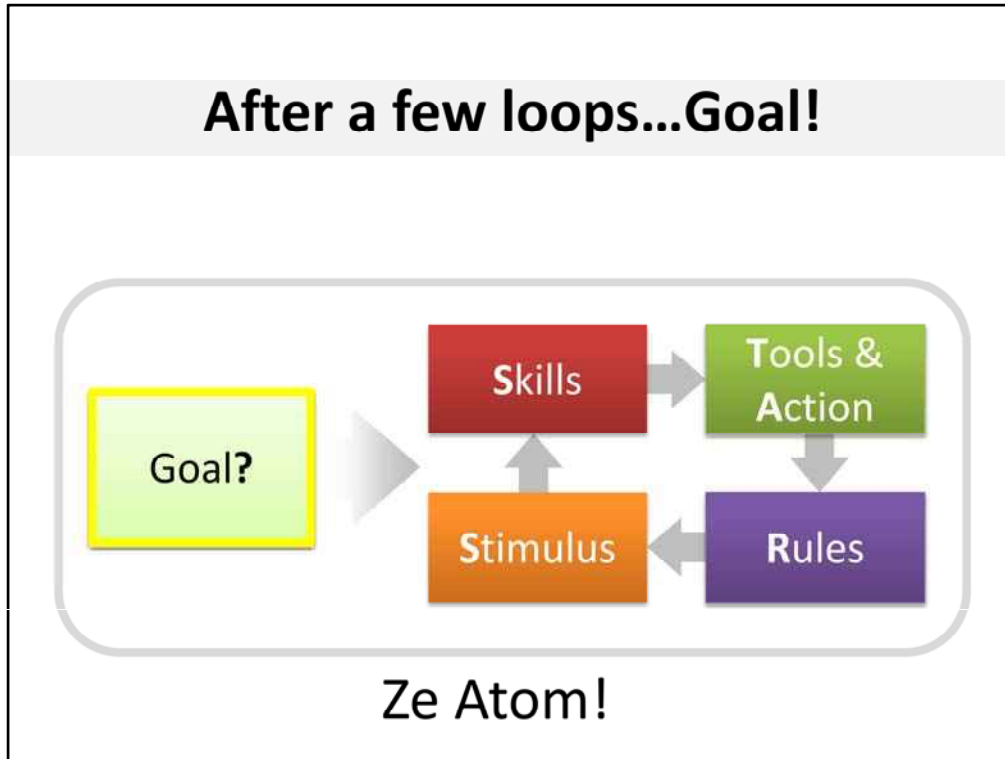 After a few loops...Goal!
Goal?
Skills
Tools &
Action
Stimulus
Rules
Ze Atom!